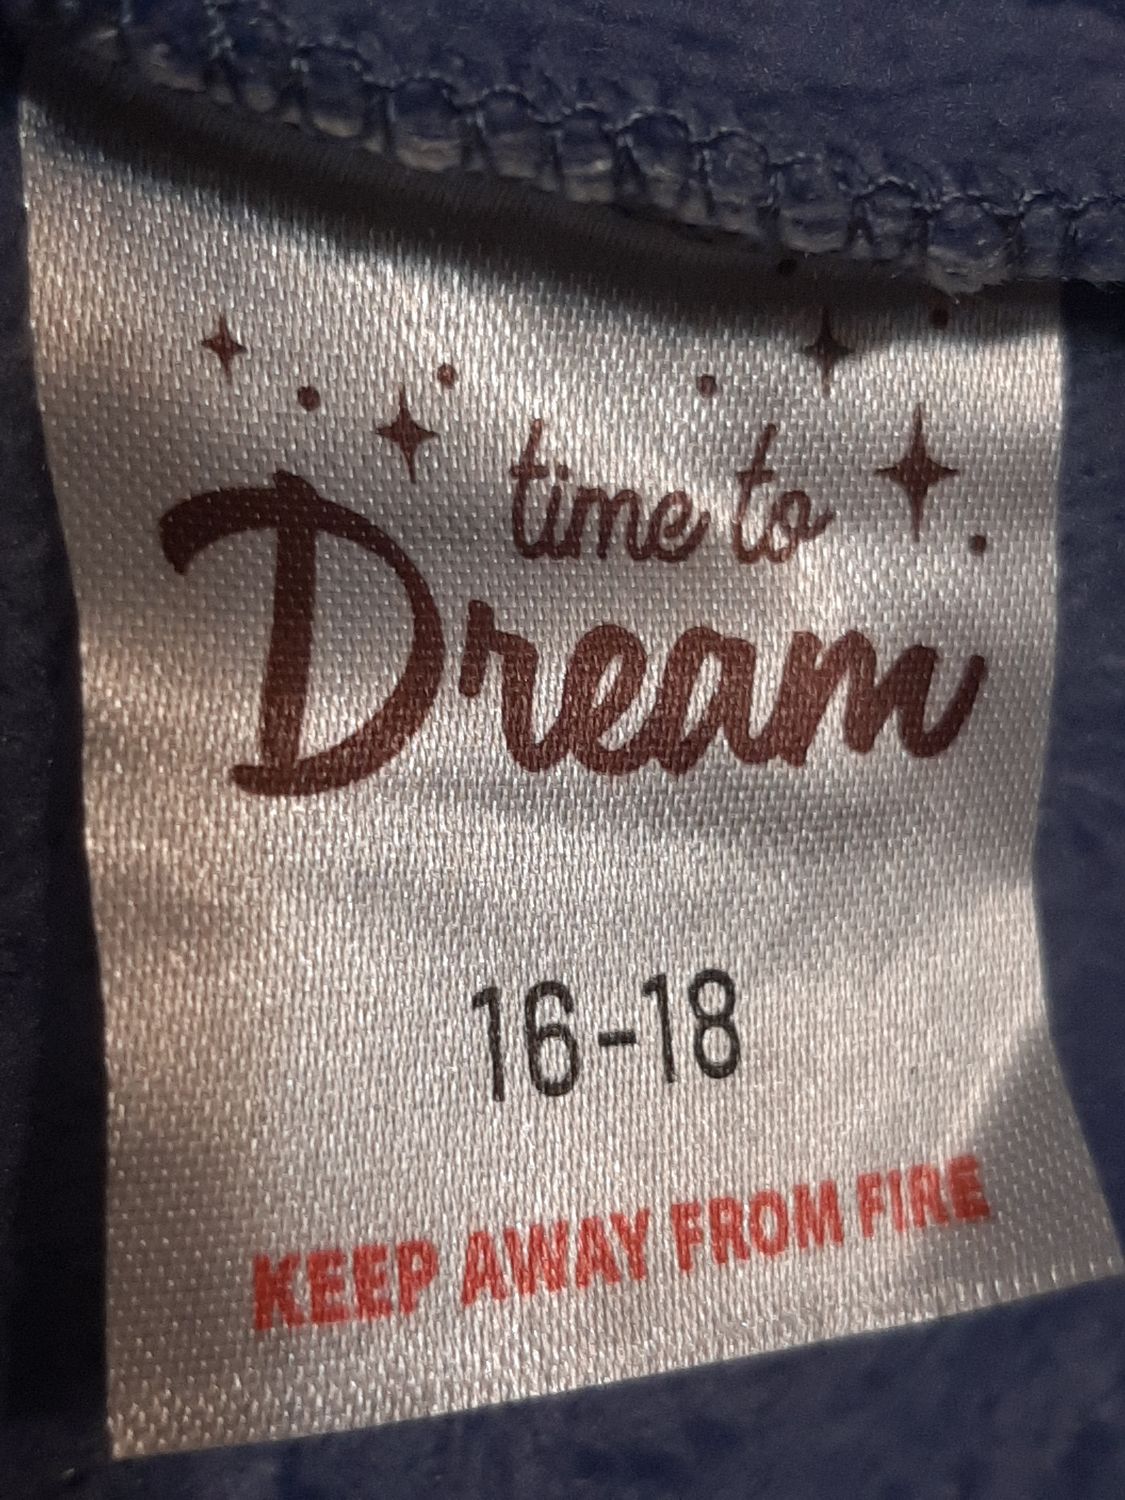 time to
Dream
16-18
KEEP AWAY FROM FIRE